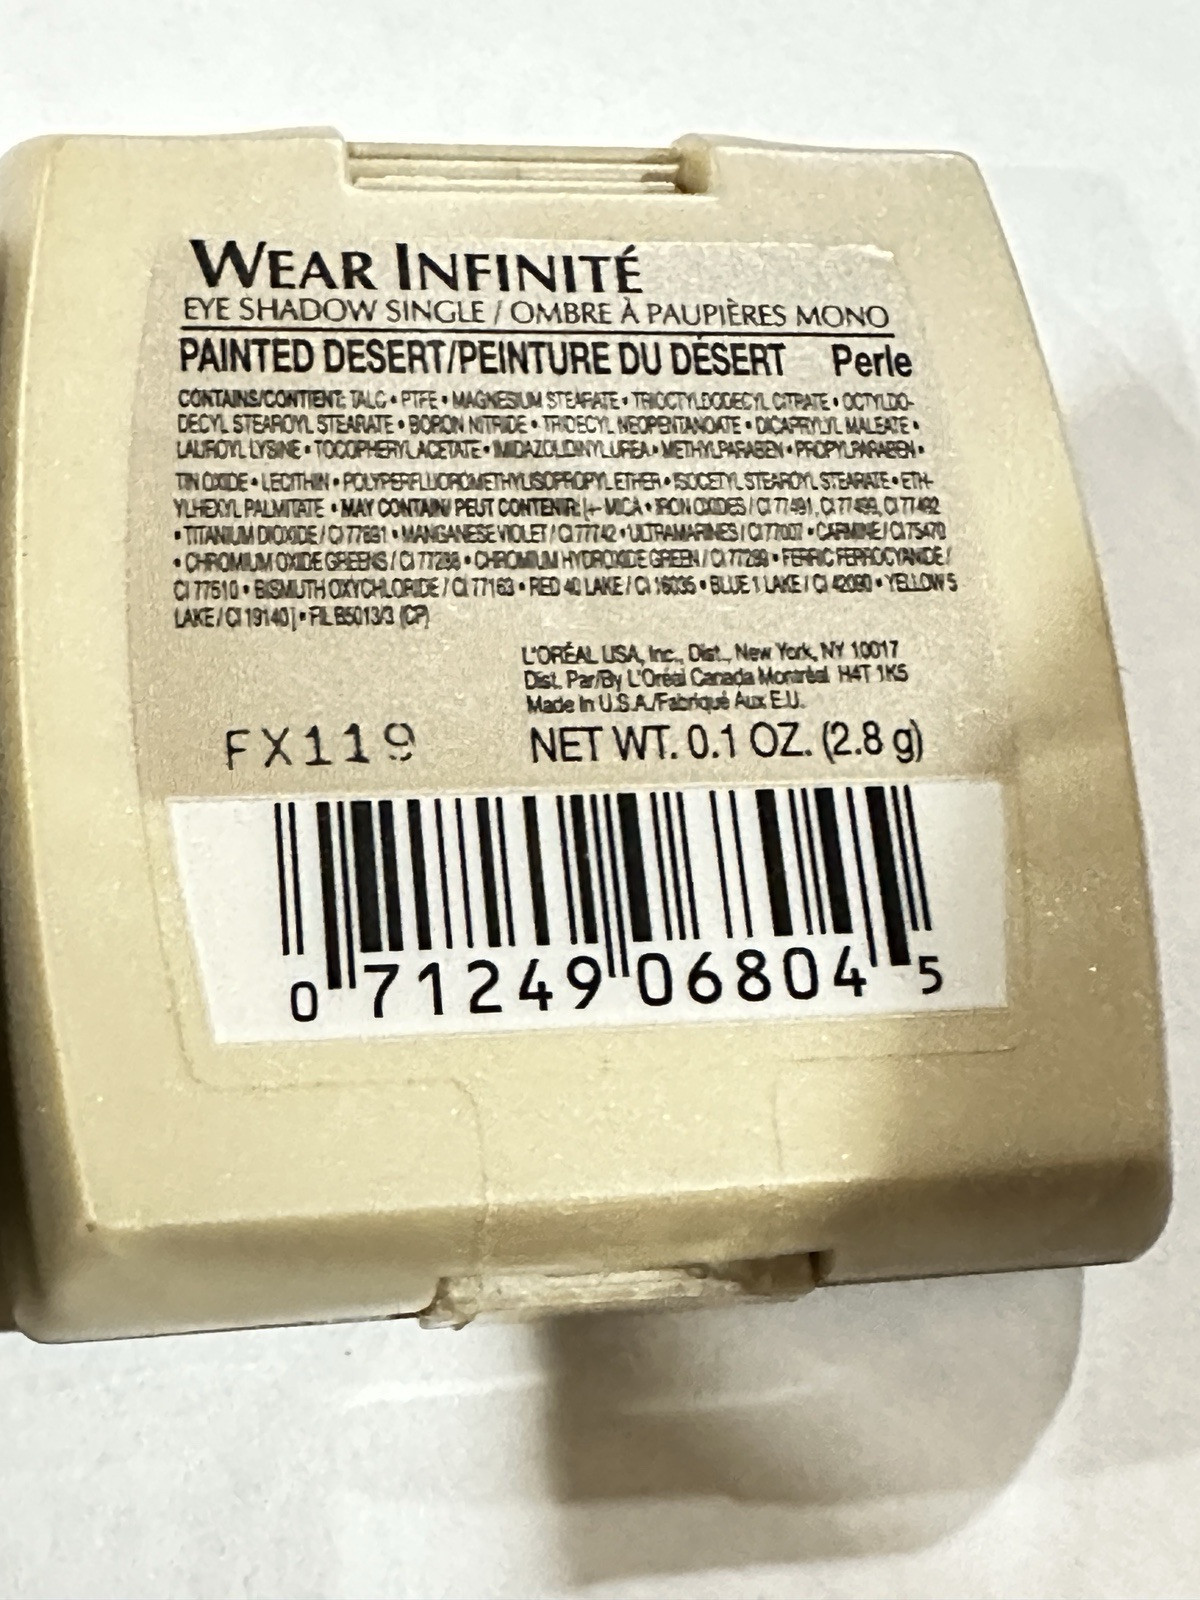 WEAR INFINITÉ
EYE SHADOW SINGLE / OMBRE À PAUPIÈRES MONO
PAINTED DESERT/PEINTURE DU DÉSERT Perle
CONTAINS/CONTIENT: TALC • PTFE • MAGNESIUM STEARATE • TRIOCTYLDODECYL CITRATE • OCTYLDO-
DECYL STEAROYL STEARATE • BORON NITRIDE • TRIDECYL NEOPENTANOATE • DICAPRYLYL MALEATE •
LAUROYL LYSINE • TOCOPHERYL ACETATE • IMIDAZOLIDINYL UREA • METHYLPARABEN • PROPYLPARABEN •
TIN OXIDE • LECITHIN • POLYPERFLUOROMETHYLISOPROPYL ETHER • ISOCETYL STEAROYL STEARATE • ETH-
YLHEXYL PALMITATE • MAY CONTAIN/ PEUT CONTENIR: [+- MICA • IRON OXIDES / CI 77491, CI 77499, CI 77492
• TITANIUM DIOXIDE / CI 77891 • MANGANESE VIOLET / CI 77742 • ULTRAMARINES / CI 77007 • CARMINE / CI 75470
• CHROMIUM OXIDE GREENS / CI 77288 • CHROMIUM HYDROXIDE GREEN / CI 77289 • FERRIC FERROCYANIDE /
CI 77510 • BISMUTH OXYCHLORIDE / CI 77163 • RED 40 LAKE / CI 16035 • BLUE 1 LAKE / CI 42090 • YELLOW 5
LAKE / CI 19140] • FIL B5013/3 (CP)
L'ORÉAL USA, Inc., Dist., New York, NY 10017
Dist. Par/By L'Oréal Canada Montréal H4T 1K5
Made In U.S.A./Fabriqué Aux E.U.
FX119 NET WT. 0.1 OZ. (2.8 g)
0 71249 06804 5